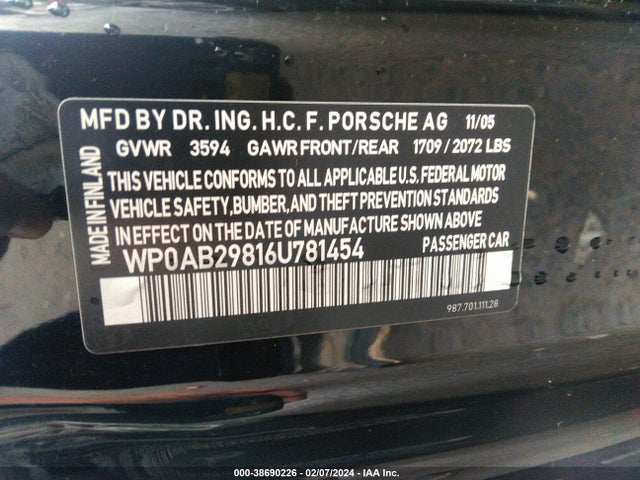 MFD BY DR. ING. H.C. F. PORSCHE AG 11/05
GVWR 3594 GAWR FRONT/REAR 1709 / 2072 LBS
THIS VEHICLE CONFORMS TO ALL APPLICABLE U.S. FEDERAL MOTOR
VEHICLE SAFETY, BUMBER, AND THEFT PREVENTION STANDARDS
IN EFFECT ON THE DATE OF MANUFACTURE SHOWN ABOVE
WP0AB29816U781454 PASSENGER CAR
987.701.111.28
MADE IN FINLAND
000-38690226 - 02/07/2024 - IAA Inc.